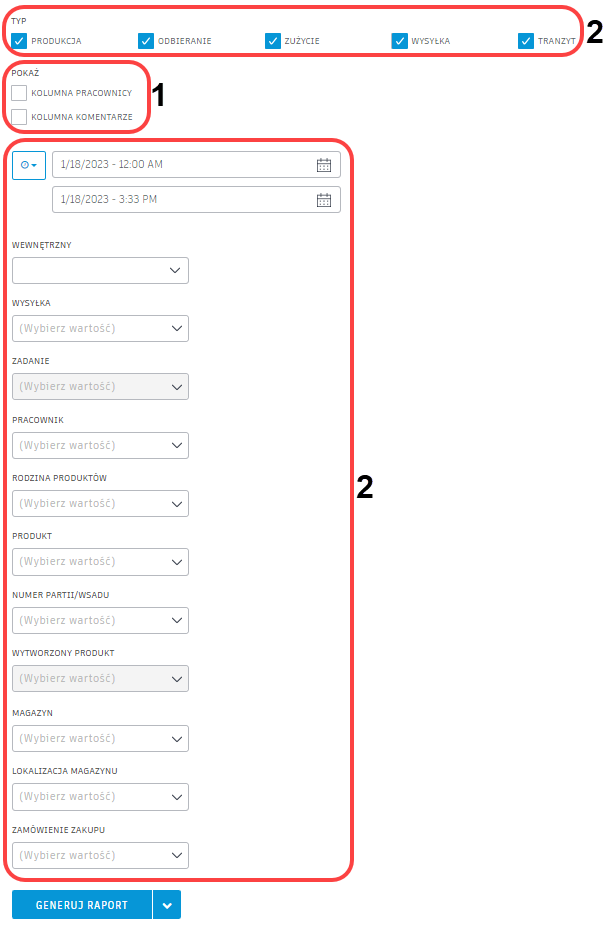 TYP
PRODUKCJA ODBIERANIE ZUŻYCIE WYSYŁKA TRANZYT 2
POKAŻ
KOLUMNA PRACOWNICY 1
KOLUMNA KOMENTARZE
1/18/2023 - 12:00 AM
1/18/2023 - 3:33 PM
WEWNĘTRZNY
WYSYŁKA
(Wybierz wartość)
ZADANIE
(Wybierz wartość)
PRACOWNIK
(Wybierz wartość)
RODZINA PRODUKTÓW
2
(Wybierz wartość)
PRODUKT
(Wybierz wartość)
NUMER PARTII/WSADU
(Wybierz wartość)
WYTWORZONY PRODUKT
(Wybierz wartość)
MAGAZYN
(Wybierz wartość)
LOKALIZACJA MAGAZYNU
(Wybierz wartość)
ZAMÓWIENIE ZAKUPU
(Wybierz wartość)
GENERUJ RAPORT